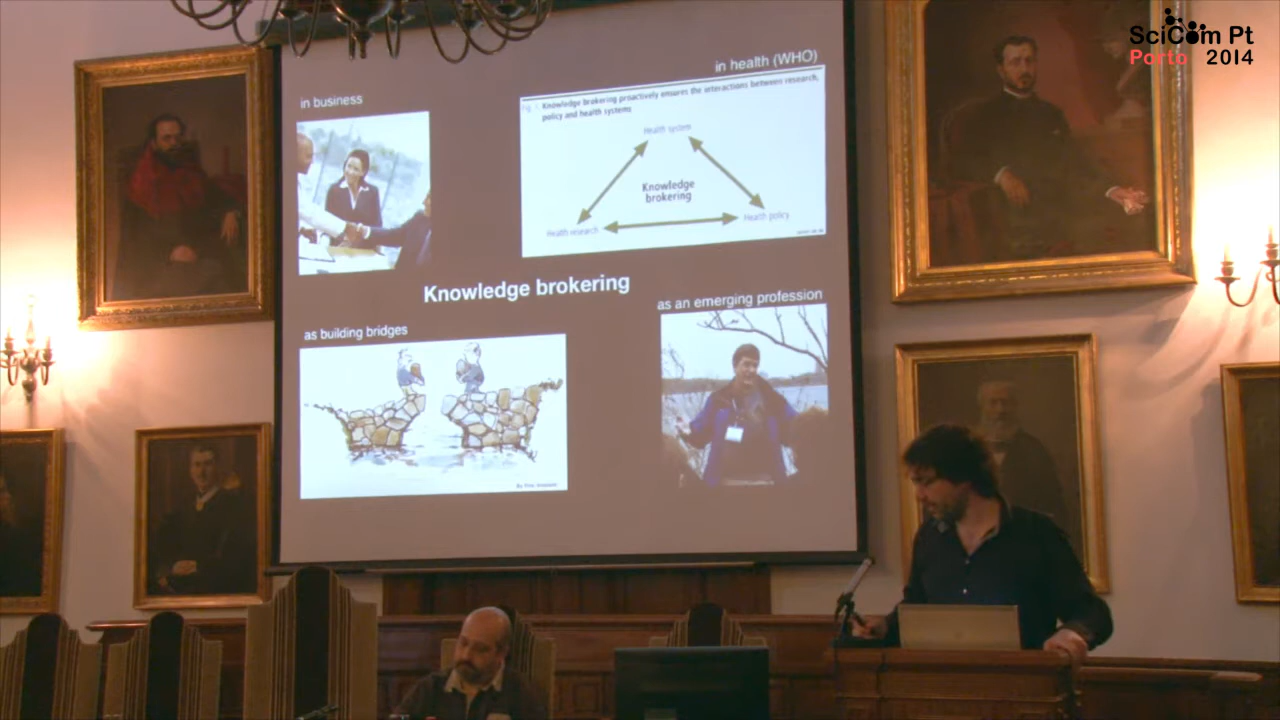 SciCom Pt
Porto 2014
in business
in health (WHO)
Knowledge brokering proactively ensures the interactions between research,
policy and health systems
Health system
Knowledge
brokering
Health research
Health policy
Knowledge brokering
as building bridges
as an emerging profession